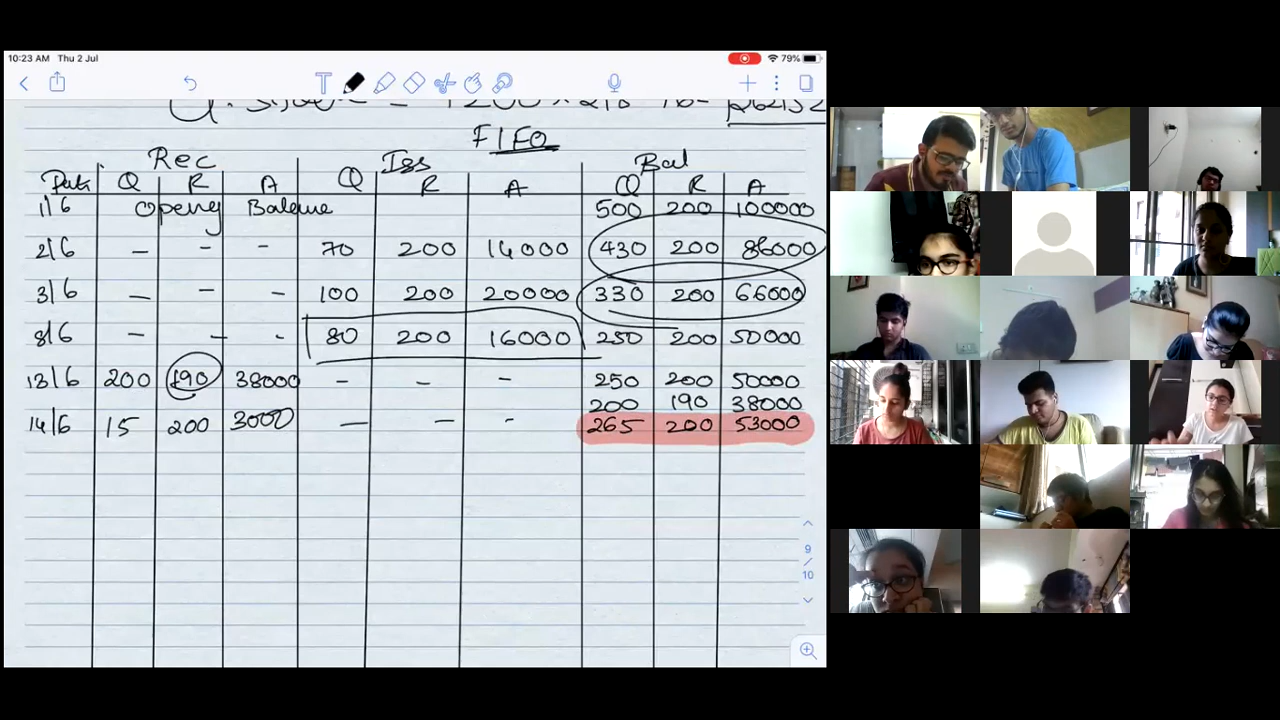 10:23 AM Thu 2 Jul 79%
T
FIFO
Rec Iss Bal
Date Q R A Q R A Q R A
1/6 Opening Balance 500 200 100000
2/6 - - - 70 200 14000 430 200 86000
3/6 - - - 100 200 20000 330 200 66000
8/6 - - - 80 200 16000 250 200 50000
13/6 200 190 38000 - - - 250 200 50000
200 190 38000
14/6 15 200 3000 - - - 265 200 53000
9
/
10